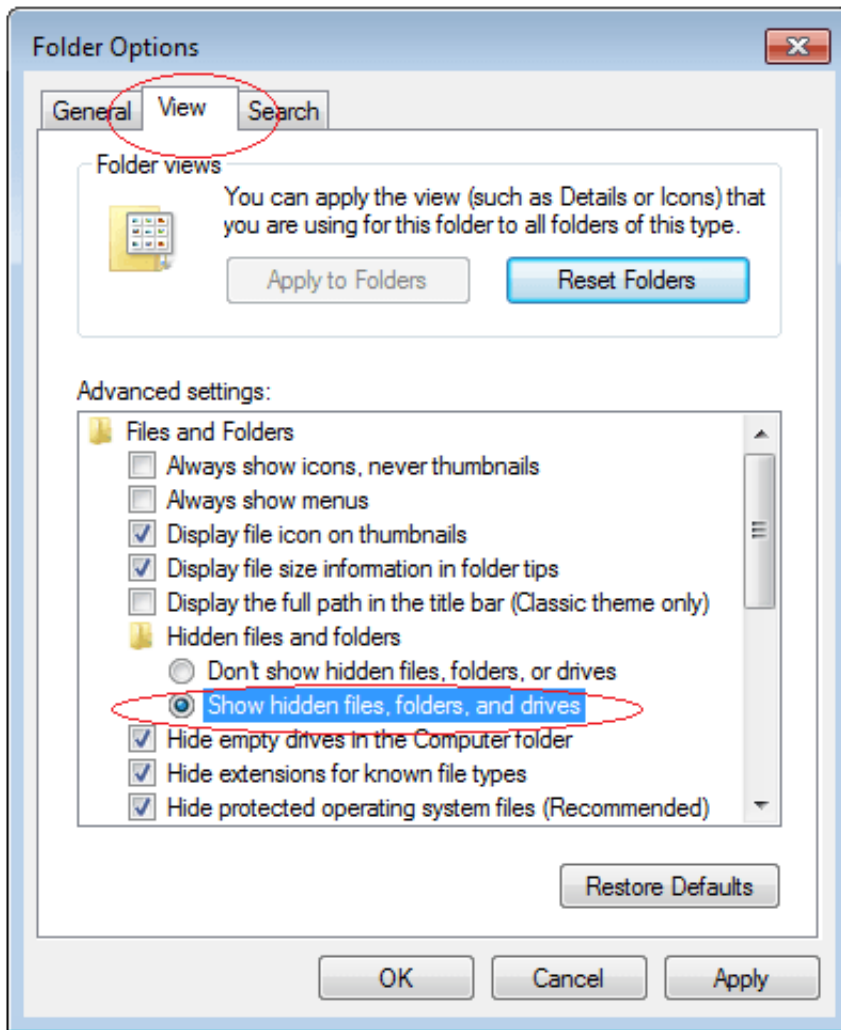 Folder Options
General
View
Search
Folder views
You can apply the view (such as Details or Icons) that
you are using for this folder to all folders of this type.
Apply to Folders
Reset Folders
Advanced settings:
Files and Folders
Always show icons, never thumbnails
Always show menus
Display file icon on thumbnails
Display file size information in folder tips
Display the full path in the title bar (Classic theme only)
Hidden files and folders
Don't show hidden files, folders, or drives
Show hidden files, folders, and drives
Hide empty drives in the Computer folder
Hide extensions for known file types
Hide protected operating system files (Recommended)
Restore Defaults
OK
Cancel
Apply